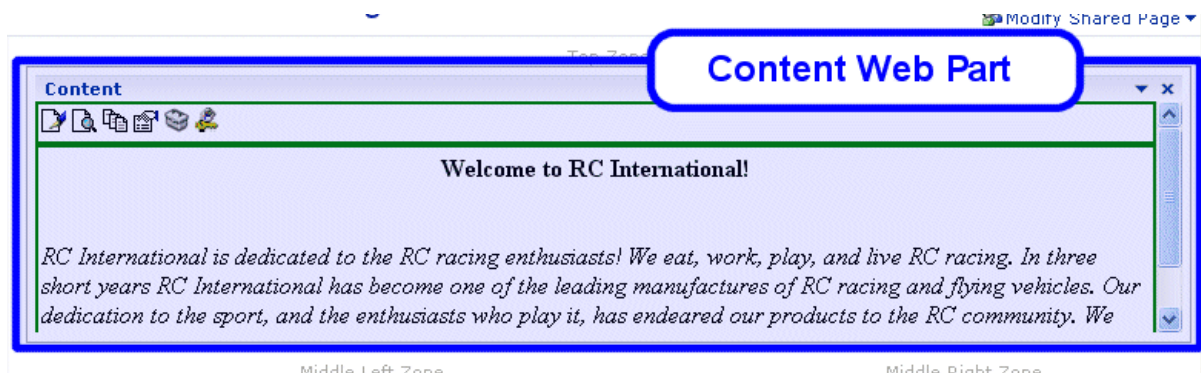 Modify Shared Page
Top Zone
Content Web Part
Content
Welcome to RC International!
RC International is dedicated to the RC racing enthusiasts! We eat, work, play, and live RC racing. In three
short years RC International has become one of the leading manufactures of RC racing and flying vehicles. Our
dedication to the sport, and the enthusiasts who play it, has endeared our products to the RC community. We
Middle Left Zone
Middle Right Zone